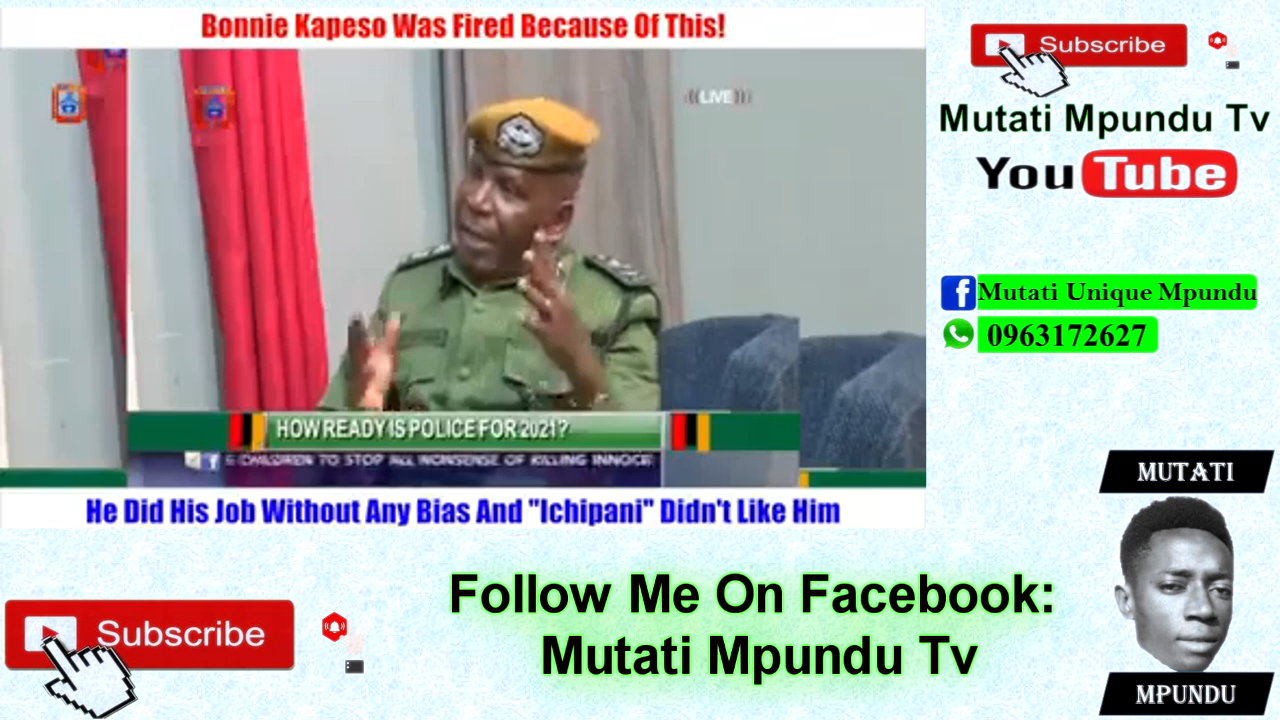 Bonnie Kapeso Was Fired Because Of This!
LIVE
HOW READY IS POLICE FOR 2021?
CHILDREN TO STOP ALL NONSENSE OF KILLING INNOCE
He Did His Job Without Any Bias And "Ichipani" Didn't Like Him
Subscribe
Mutati Mpundu Tv
YouTube
Mutati Unique Mpundu
0963172627
MUTATI
MPUNDU
Subscribe
Follow Me On Facebook:
Mutati Mpundu Tv